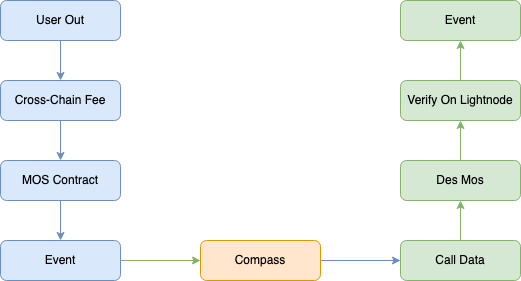 User Out
Cross-Chain Fee
MOS Contract
Event
Compass
Call Data
Des Mos
Verify On Lightnode
Event